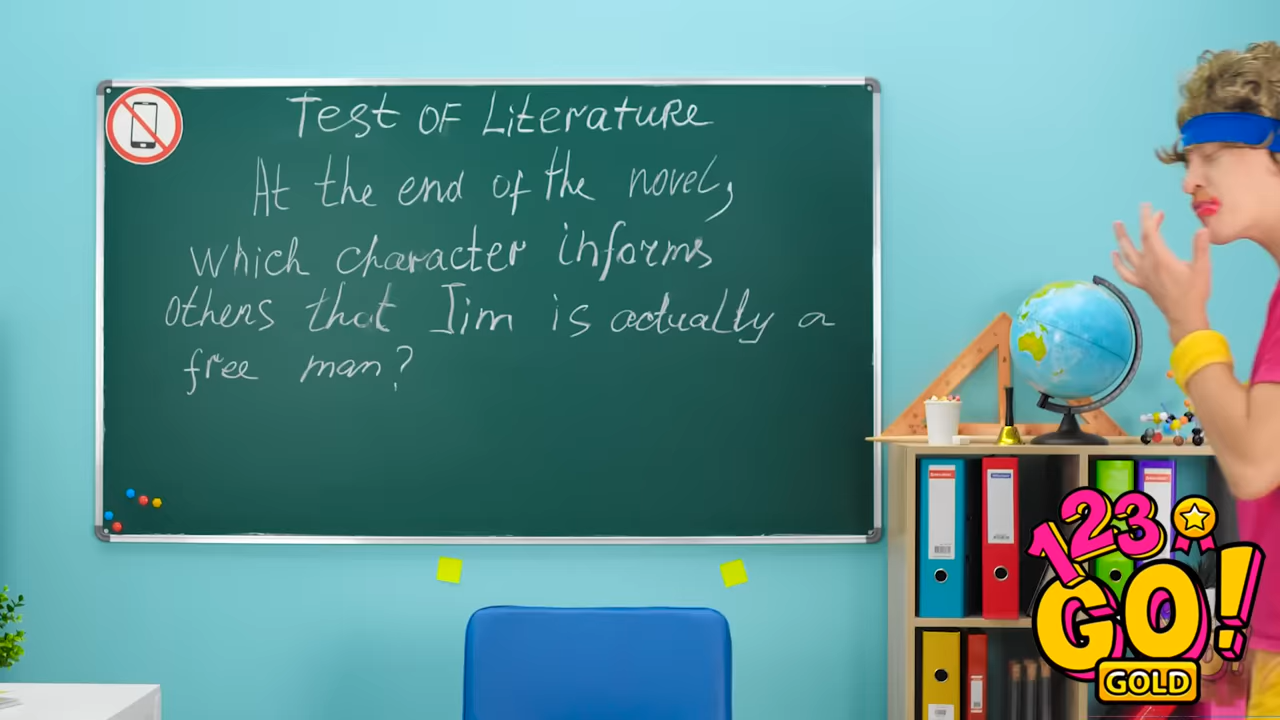 Test of Literature
At the end of the novel,
which character informs
others that Jim is actually a
free man?
123
GO!
GOLD